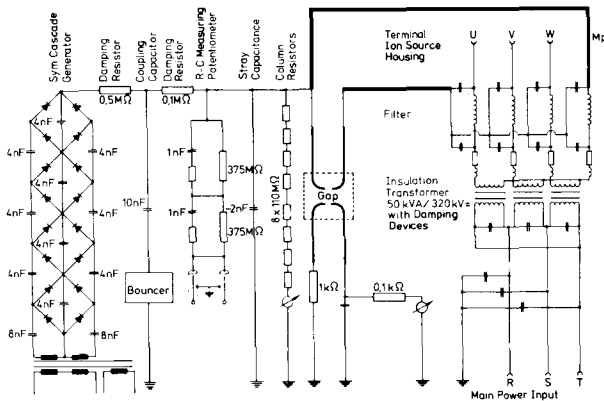 Sym Cascade
Generator
Damping
Resistor
Coupling
Capacitor
Damping
Resistor
R-C Measuring
Potentiometer
Stray
Capacitance
Column
Resistors
Terminal
Ion Source
Housing
U V W Mp
0,5MΩ
0,1MΩ
4nF
4nF
4nF
4nF
4nF
4nF
4nF
4nF
8nF
8nF
10nF
Bouncer
1nF
375MΩ
1nF
375MΩ
~2nF
8 x 110MΩ
Gap
1kΩ
0,1kΩ
Filter
Insulation
Transformer
50 kVA/ 320kV=
with Damping
Devices
R S T
Main Power Input